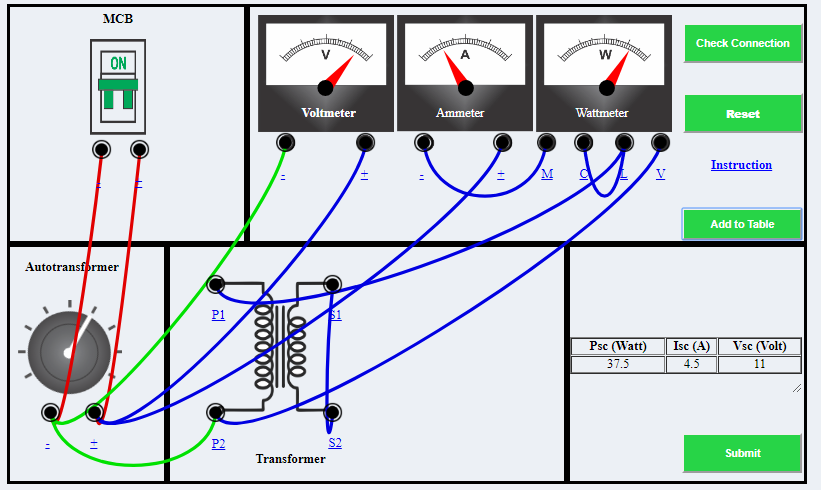 MCB
ON
- +
V
Voltmeter
- +
A
Ammeter
- +
W
Wattmeter
M C L V
Check Connection
Reset
Instruction
Add to Table
Autotransformer
- +
P1 S1
P2 S2
Transformer
Psc (Watt) Isc (A) Vsc (Volt)
37.5 4.5 11
Submit